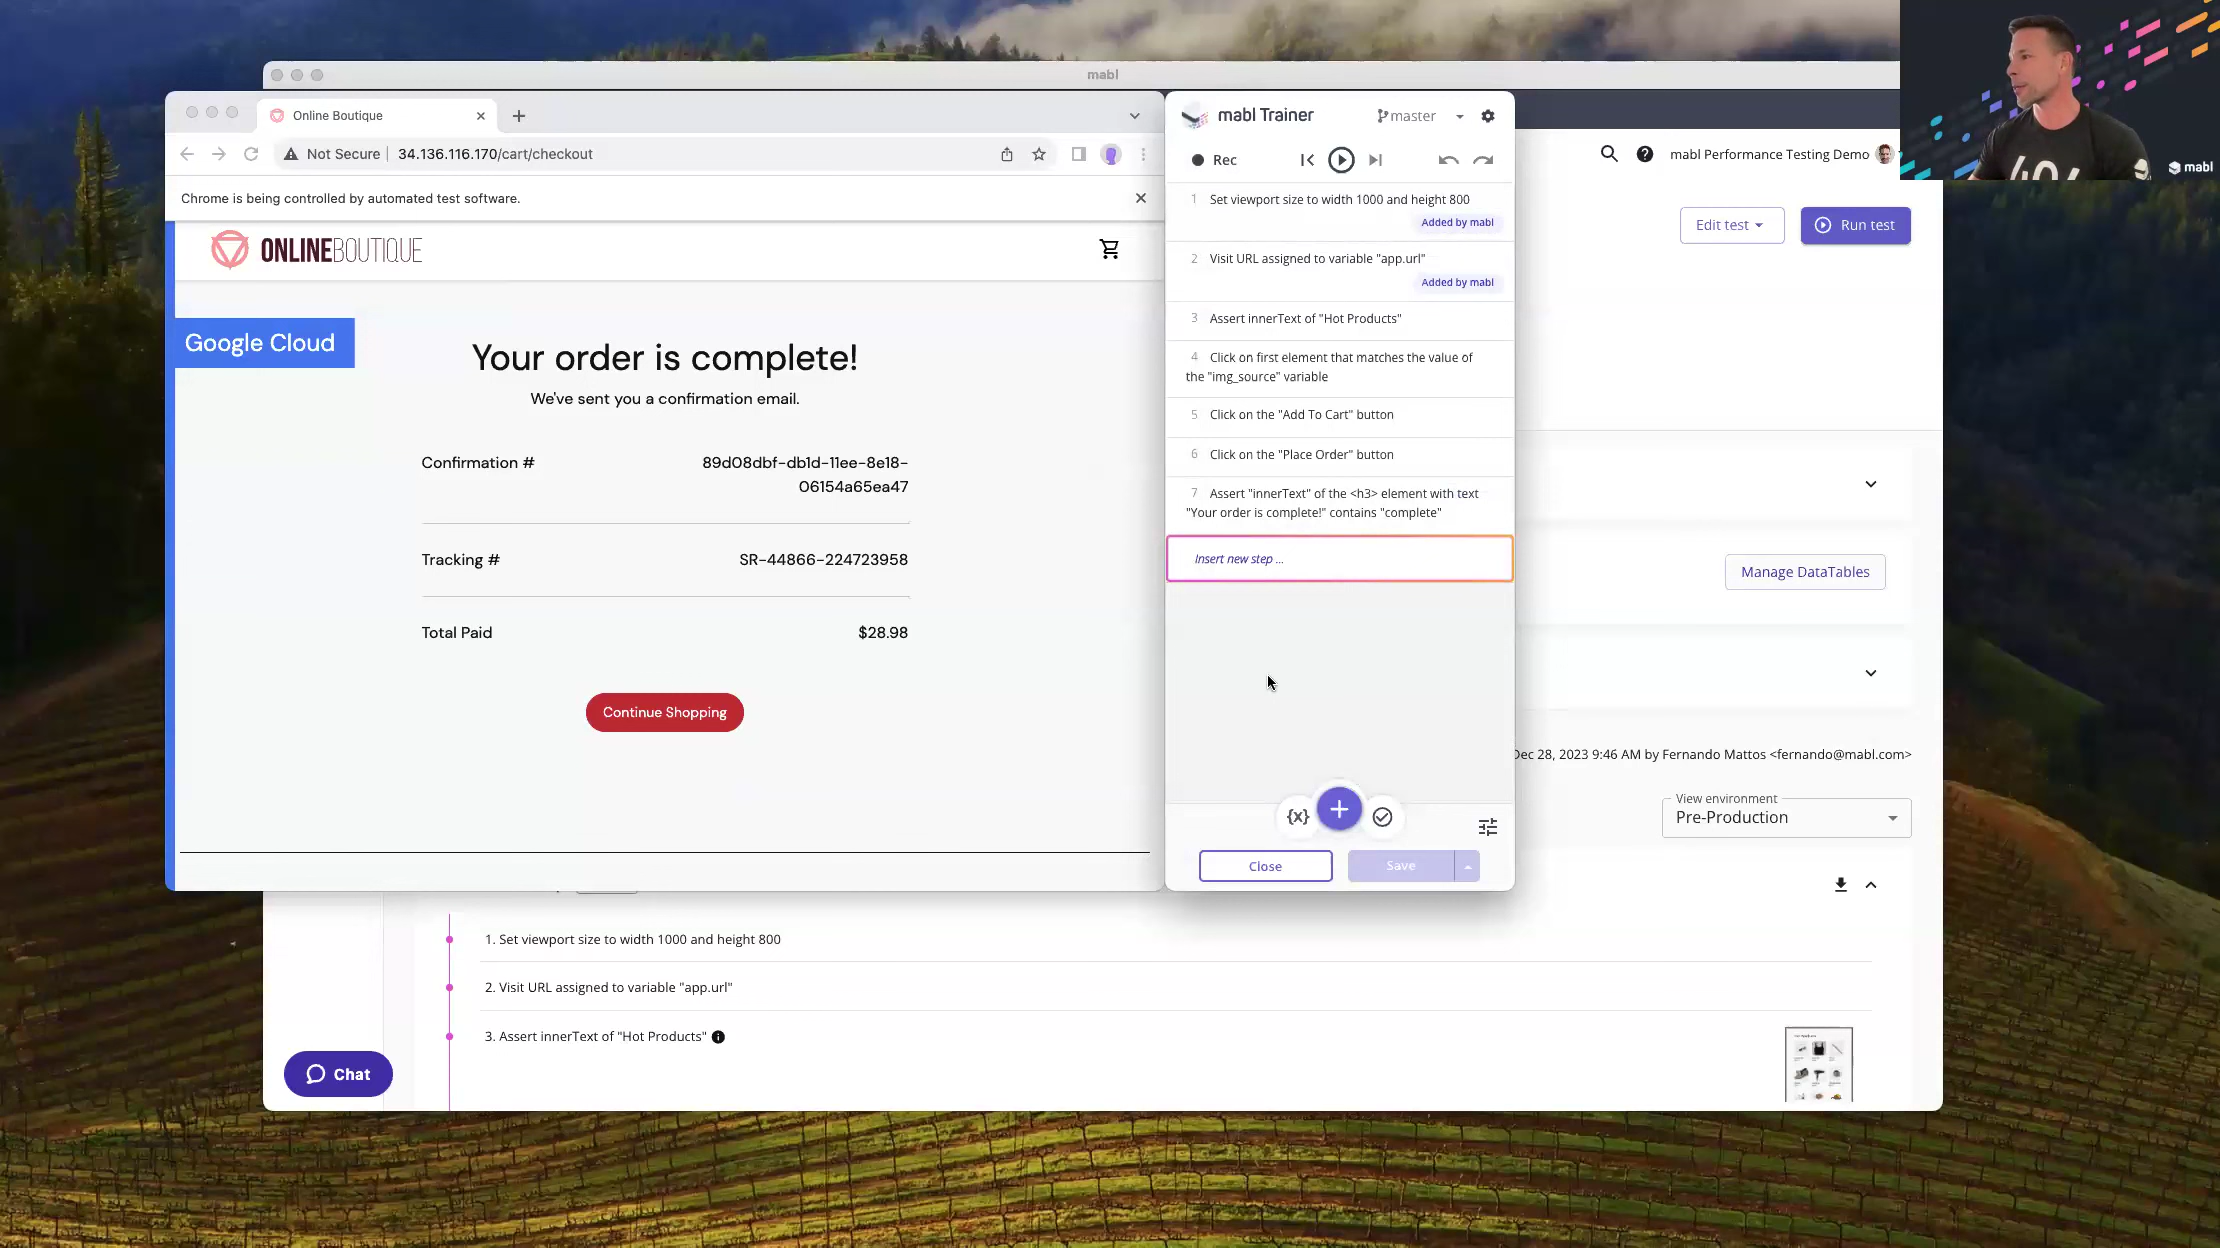 mabl
Online Boutique
Not Secure
34.136.116.170/cart/checkout
Chrome is being controlled by automated test software.
ONLINEBOUTIQUE
Google Cloud
Your order is complete!
We've sent you a confirmation email.
Confirmation #
89d08dbf-db1d-11ee-8e18-
06154a65ea47
Tracking #
SR-44866-224723958
Total Paid
$28.98
Continue Shopping
mabl Trainer
master
Rec
1 Set viewport size to width 1000 and height 800
Added by mabl
2 Visit URL assigned to variable "app.url"
Added by mabl
3 Assert innerText of "Hot Products"
4 Click on first element that matches the value of
the "img_source" variable
5 Click on the "Add To Cart" button
6 Click on the "Place Order" button
7 Assert "innerText" of the <h3> element with text
"Your order is complete!" contains "complete"
Insert new step ...
{x}
Close
Save
mabl Performance Testing Demo
404
mabl
Edit test
Run test
Manage DataTables
Dec 28, 2023 9:46 AM by Fernando Mattos <fernando@mabl.com>
View environment
Pre-Production
1. Set viewport size to width 1000 and height 800
2. Visit URL assigned to variable "app.url"
3. Assert innerText of "Hot Products"
Chat